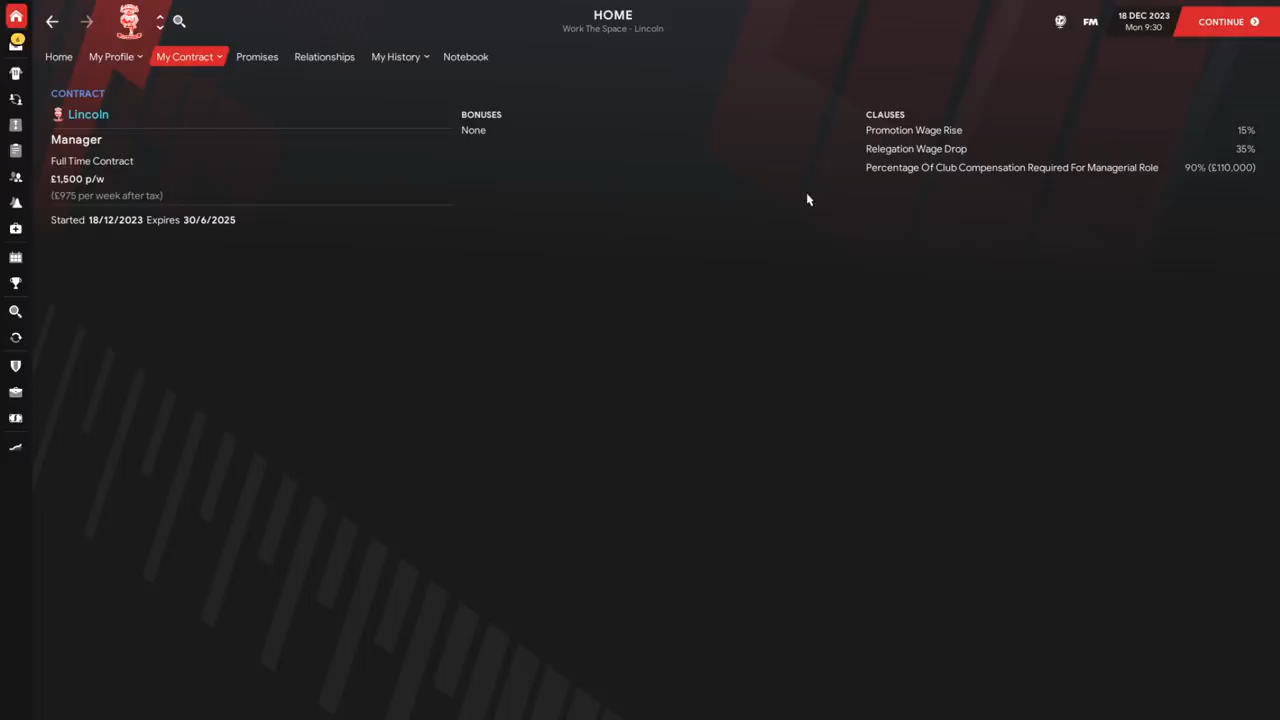 HOME
Work The Space - Lincoln
FM
18 DEC 2023
Mon 9:30
CONTINUE
6
Home
My Profile
My Contract
Promises
Relationships
My History
Notebook
CONTRACT
Lincoln
Manager
Full Time Contract
£1,500 p/w
(£975 per week after tax)
Started 18/12/2023 Expires 30/6/2025
BONUSES
None
CLAUSES
Promotion Wage Rise 15%
Relegation Wage Drop 35%
Percentage Of Club Compensation Required For Managerial Role 90% (£110,000)